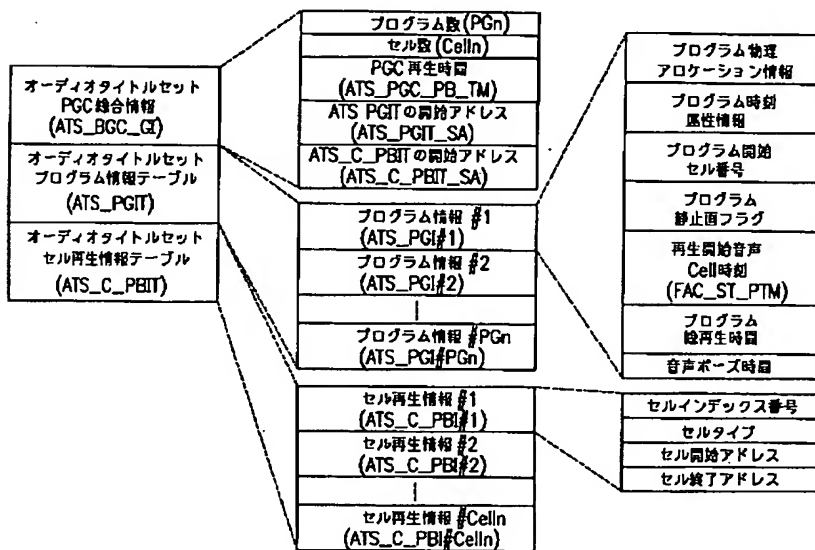 オーディオタイトルセット
PGC 綜合情報
(ATS_BGC_GI)
オーディオタイトルセット
プログラム情報テーブル
(ATS_PGIT)
オーディオタイトルセット
セル再生情報テーブル
(ATS_C_PBIT)
プログラム数 (PGn)
セル数 (Celln)
PGC 再生時間
(ATS_PGC_PB_TM)
ATS PGITの開始アドレス
(ATS_PGIT_SA)
ATS_C_PBITの開始アドレス
(ATS_C_PBIT_SA)
プログラム情報 #1
(ATS_PGI#1)
プログラム情報 #2
(ATS_PGI#2)
プログラム情報 #PGn
(ATS_PGI#PGn)
セル再生情報 #1
(ATS_C_PBI#1)
セル再生情報 #2
(ATS_C_PBI#2)
セル再生情報 #Celln
(ATS_C_PBI#Celln)
プログラム物理
アロケーション情報
プログラム時刻
属性情報
プログラム開始
セル番号
プログラム
静止画フラグ
再生開始音声
Cell時刻
(FAC_ST_PTM)
プログラム
総再生時間
音声ポーズ時間
セルインデックス番号
セルタイプ
セル開始アドレス
セル終了アドレス